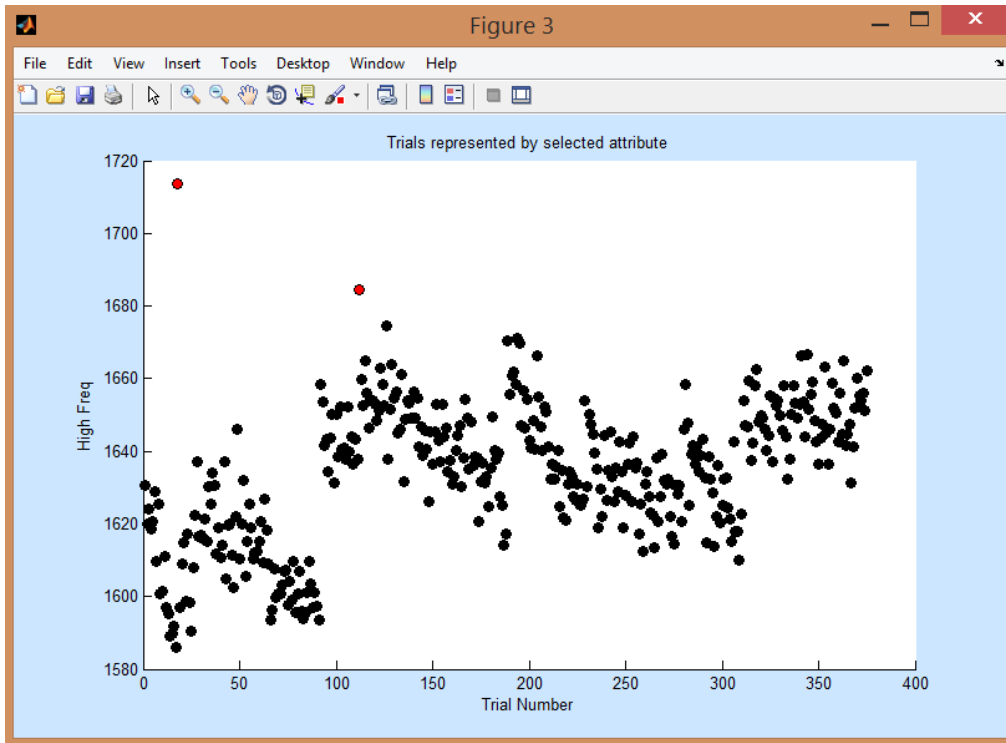 Figure 3
File Edit View Insert Tools Desktop Window Help
Trials represented by selected attribute
1720
1700
1680
1660
1640
1620
1600
1580
High Freq
0 50 100 150 200 250 300 350 400
Trial Number